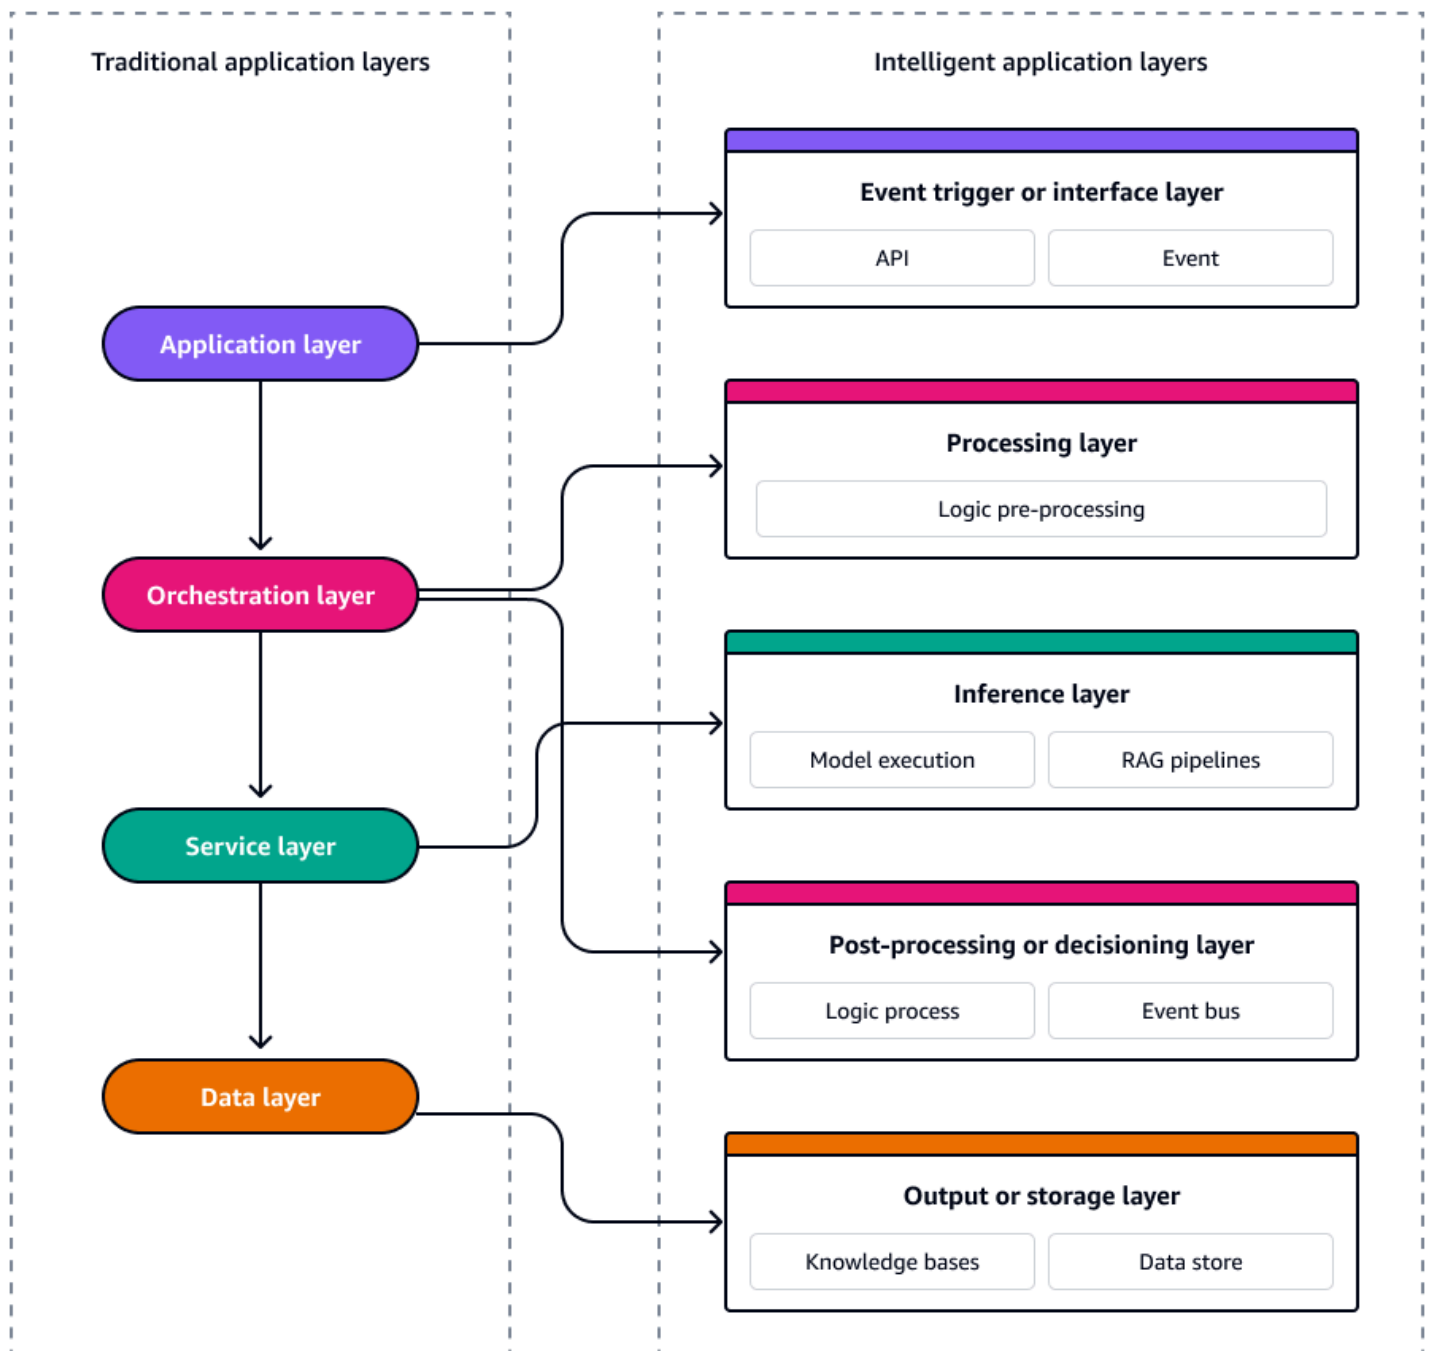 Traditional application layers
Intelligent application layers
Application layer
Orchestration layer
Service layer
Data layer
Event trigger or interface layer
API
Event
Processing layer
Logic pre-processing
Inference layer
Model execution
RAG pipelines
Post-processing or decisioning layer
Logic process
Event bus
Output or storage layer
Knowledge bases
Data store